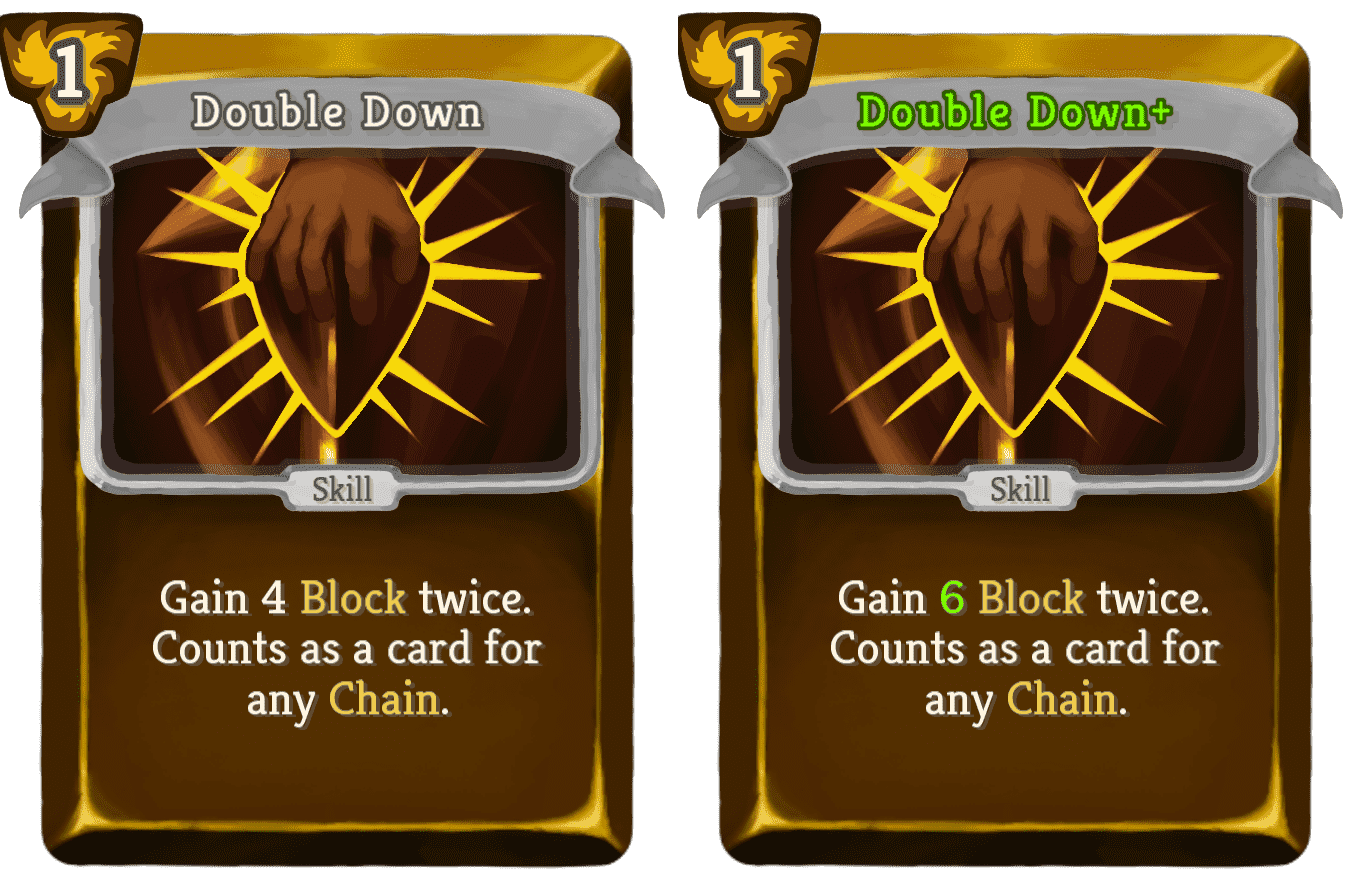 1
Double Down
Skill
Gain 4 Block twice.
Counts as a card for
any Chain.
1
Double Down+
Skill
Gain 6 Block twice.
Counts as a card for
any Chain.